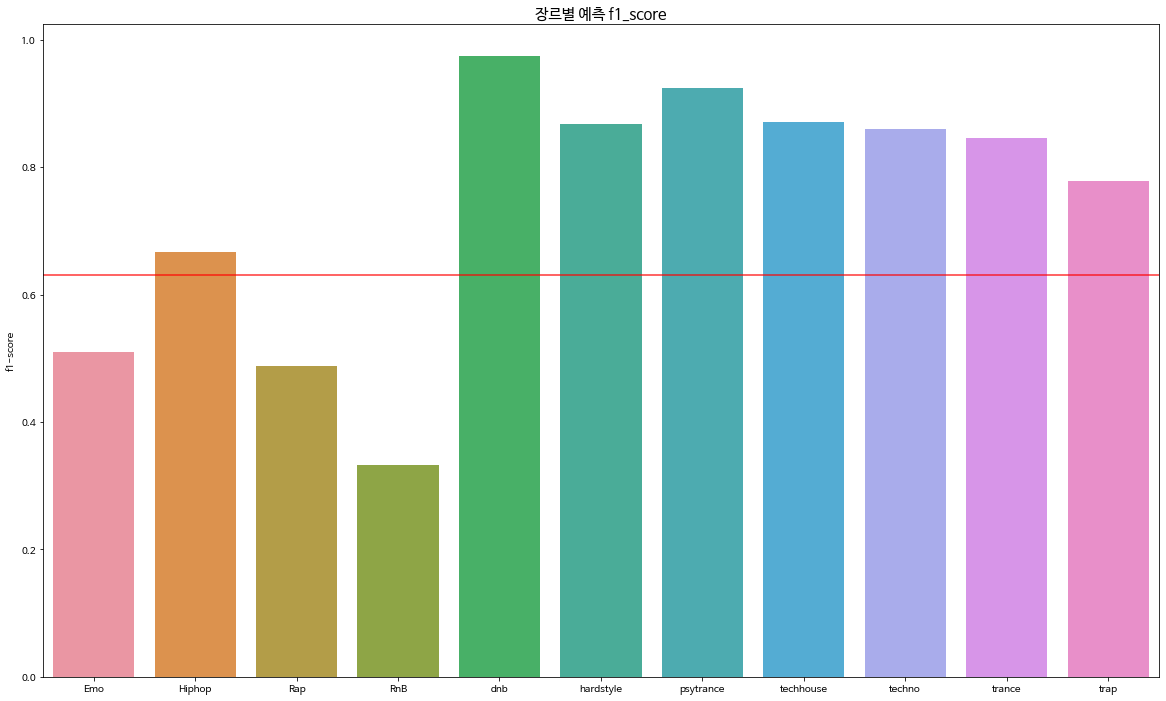 장르별 예측 f1_score
1.0
0.8
0.6
0.4
0.2
0.0
f1-score
Emo Hiphop Rap RnB dnb hardstyle psytrance techhouse techno trance trap